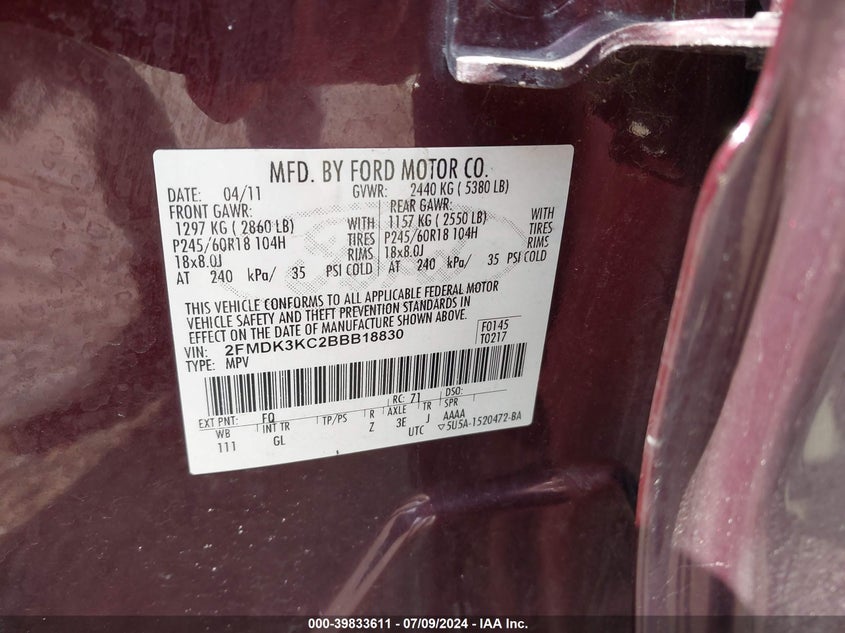 MFD. BY FORD MOTOR CO.
DATE: 04/11 GVWR: 2440 KG ( 5380 LB)
FRONT GAWR: REAR GAWR:
1297 KG ( 2860 LB) WITH 1157 KG ( 2550 LB) WITH
P245/60R18 104H TIRES P245/60R18 104H TIRES
18x8.0J RIMS 18x8.0J RIMS
AT 240 kPa/ 35 PSI COLD AT 240 kPa/ 35 PSI COLD
THIS VEHICLE CONFORMS TO ALL APPLICABLE FEDERAL MOTOR
VEHICLE SAFETY AND THEFT PREVENTION STANDARDS IN
EFFECT ON THE DATE OF MANUFACTURE SHOWN ABOVE.
VIN: 2FMDK3KC2BBB18830 F0145
TYPE: MPV T0217
RC: 71 DSO:
EXT PNT: FQ
WB INT TR TP/PS R AXLE TR SPR
111 GL Z 3E J AAAA
UTC ▽5U5A-1520472-BA
000-39833611 / 07/09/2024 - IAA Inc.